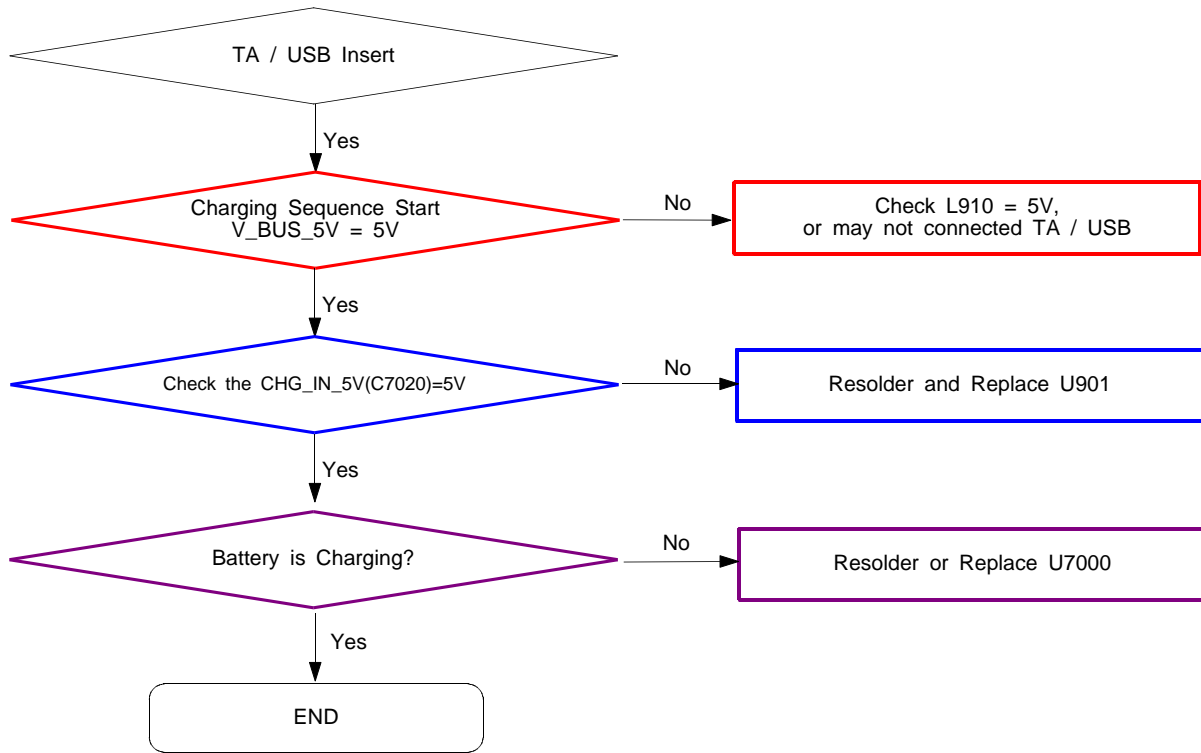 TA / USB Insert
Yes
Charging Sequence Start
V_BUS_5V = 5V
No
Check L910 = 5V,
or may not connected TA / USB
Yes
Check the CHG_IN_5V(C7020)=5V
No
Resolder and Replace U901
Yes
Battery is Charging?
No
Resolder or Replace U7000
Yes
END